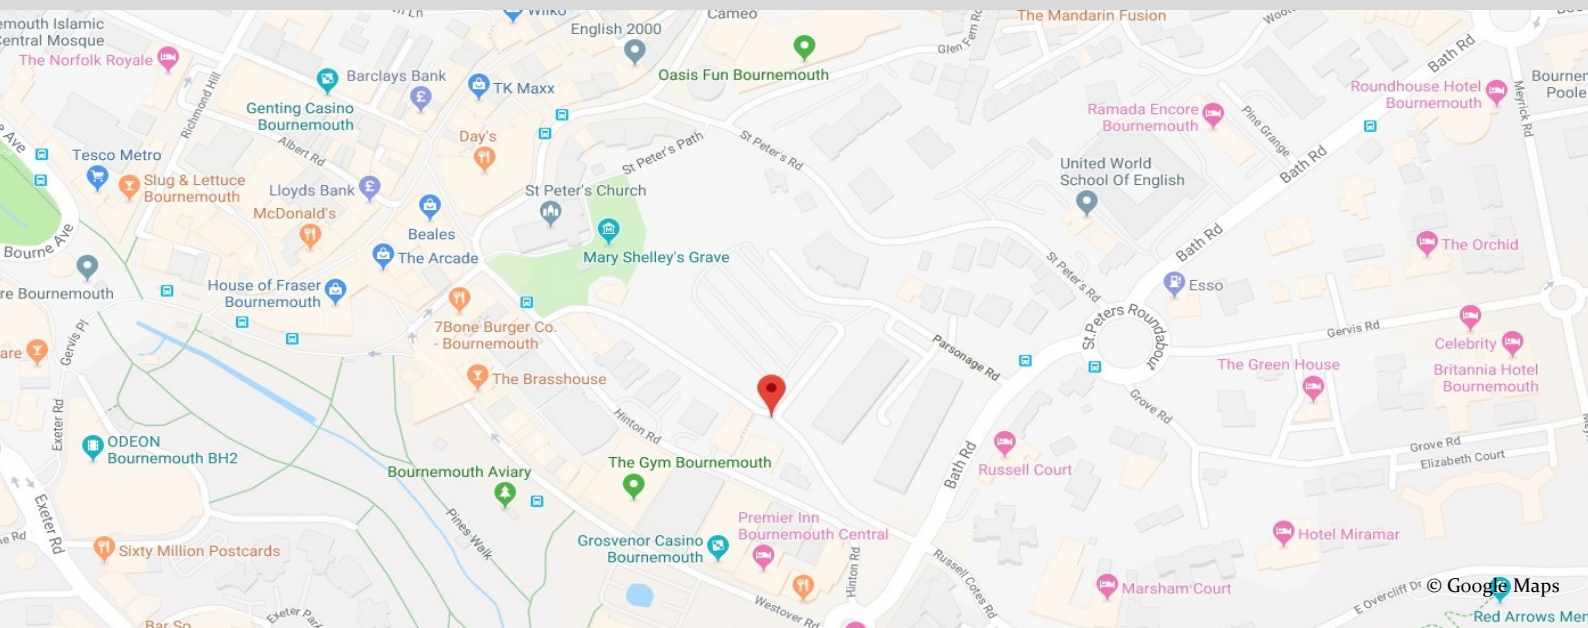 Wilko
Cameo
The Mandarin Fusion
Central Mosque
English 2000
The Norfolk Royale
Glen Fern Rd
Bath Rd
Barclays Bank
Oasis Fun Bournemouth
TK Maxx
Roundhouse Hotel
Bournemouth
Meyrick Rd
Richmond Hill
Genting Casino
Bournemouth
Ramada Encore
Bournemouth
Pine Grange
Day's
Albert Rd
St Peter's Path
St Peter's Rd
Bath Rd
Tesco Metro
Slug & Lettuce
Bournemouth
Lloyds Bank
St Peter's Church
United World
School Of English
McDonald's
Beales
Bourne Ave
The Arcade
Mary Shelley's Grave
Bath Rd
The Orchid
House of Fraser
Bournemouth
St Peter's Rd
Esso
7Bone Burger Co.
- Bournemouth
St.Peters Roundabout
Gervis Pl
Gervis Rd
Parsonage Rd
Celebrity
The Brasshouse
The Green House
Britannia Hotel
Bournemouth
Exeter Rd
Hinton Rd
Grove Rd
ODEON
Bournemouth BH2
Bournemouth Aviary
The Gym Bournemouth
Bath Rd
Russell Court
Grove Rd
Elizabeth Court
Exeter Rd
Pines Walk
Premier Inn
Bournemouth Central
Sixty Million Postcards
Grosvenor Casino
Bournemouth
Hotel Miramar
Hinton Rd
Russell Cotes Rd
Marsham Court
© Google Maps
E Overcliff Dr
Westover Rd
Exeter Park
Bar So
Red Arrows Mem